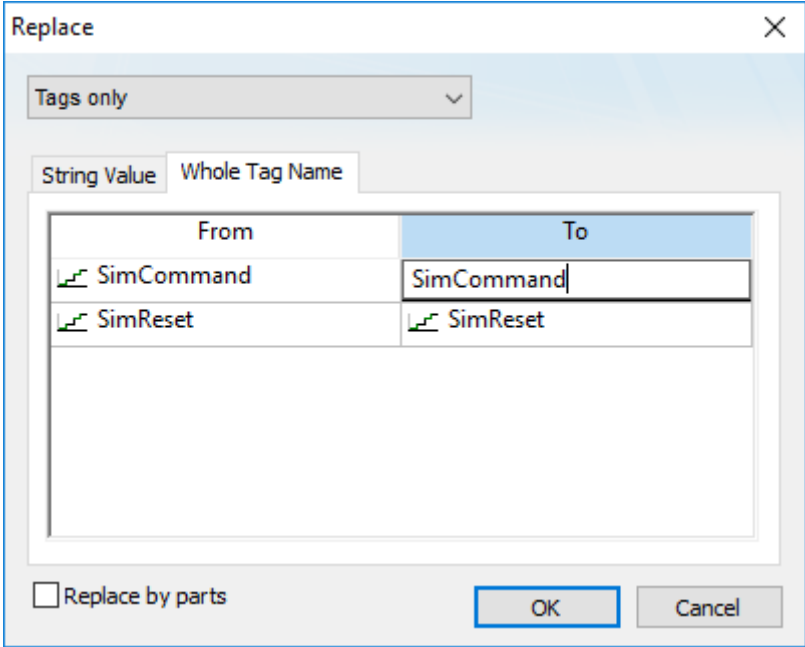 Replace
Tags only
String Value Whole Tag Name
From To
SimCommand SimCommand
SimReset SimReset
Replace by parts OK Cancel